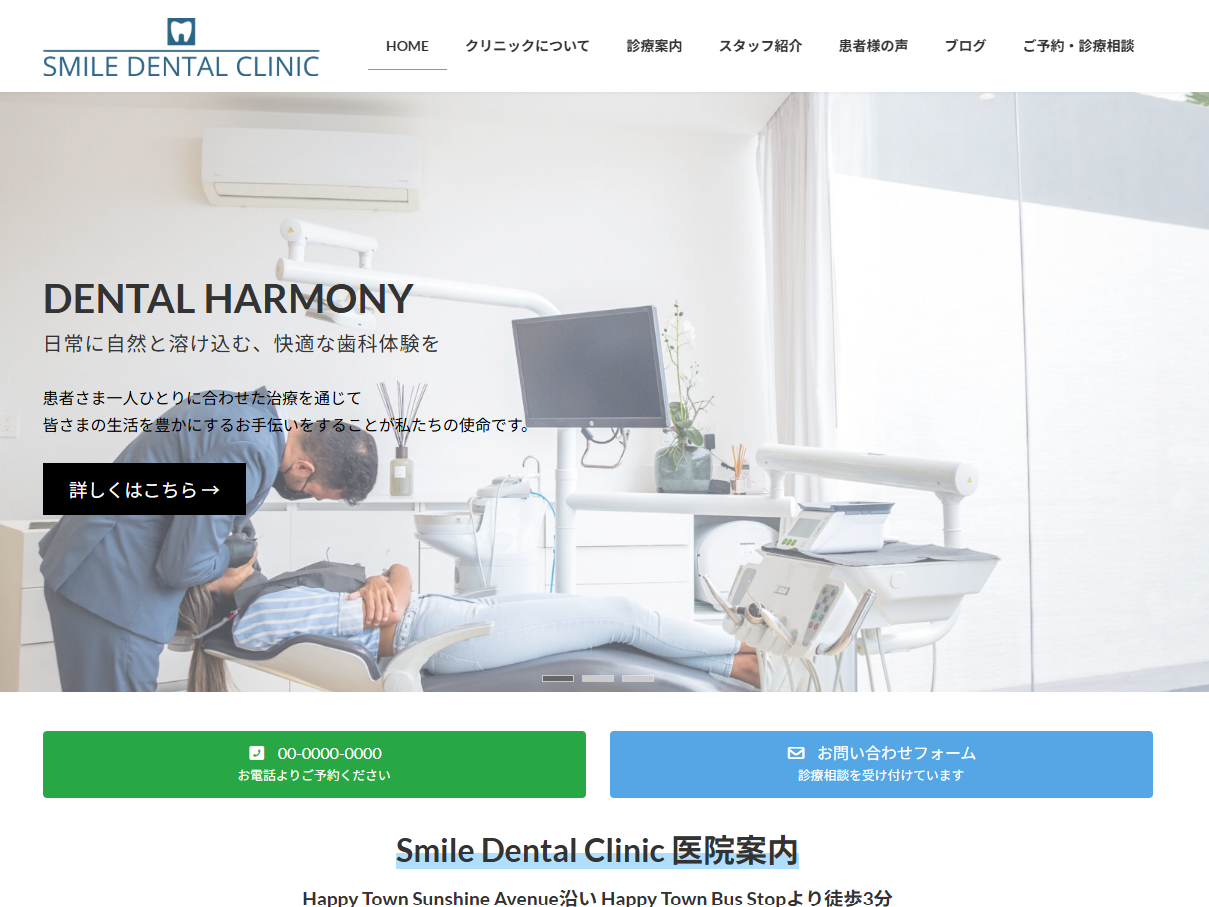 SMILE DENTAL CLINIC
HOME クリニックについて 診療案内 スタッフ紹介 患者様の声 ブログ ご予約・診療相談
DENTAL HARMONY
日常に自然と溶け込む、快適な歯科体験を
患者さま一人ひとりに合わせた治療を通じて
皆さまの生活を豊かにするお手伝いをすることが私たちの使命です。
詳しくはこちら→
00-0000-0000
お電話よりご予約ください
お問い合わせフォーム
診療相談を受け付けています
Smile Dental Clinic 医院案内
Happy Town Sunshine Avenue沿い Happy Town Bus Stopより徒歩3分